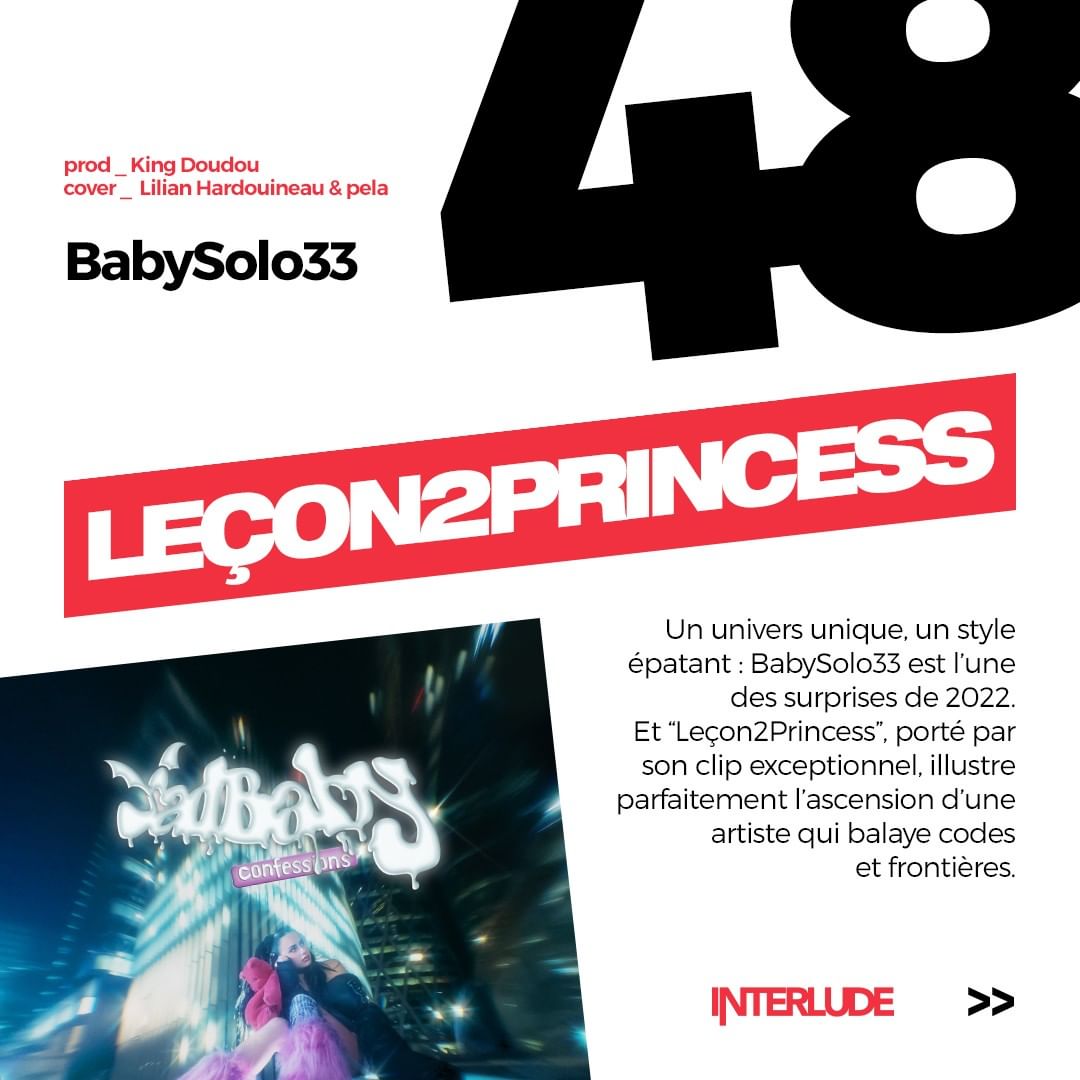 48
prod _ King Doudou
cover _ Lilian Hardouineau & pela
BabySolo33
LEÇON2PRINCESS
SadBaby
confessions
Un univers unique, un style
épatant : BabySolo33 est l’une
des surprises de 2022.
Et “Leçon2Princess”, porté par
son clip exceptionnel, illustre
parfaitement l’ascension d’une
artiste qui balaye codes
et frontières.
INTERLUDE >>